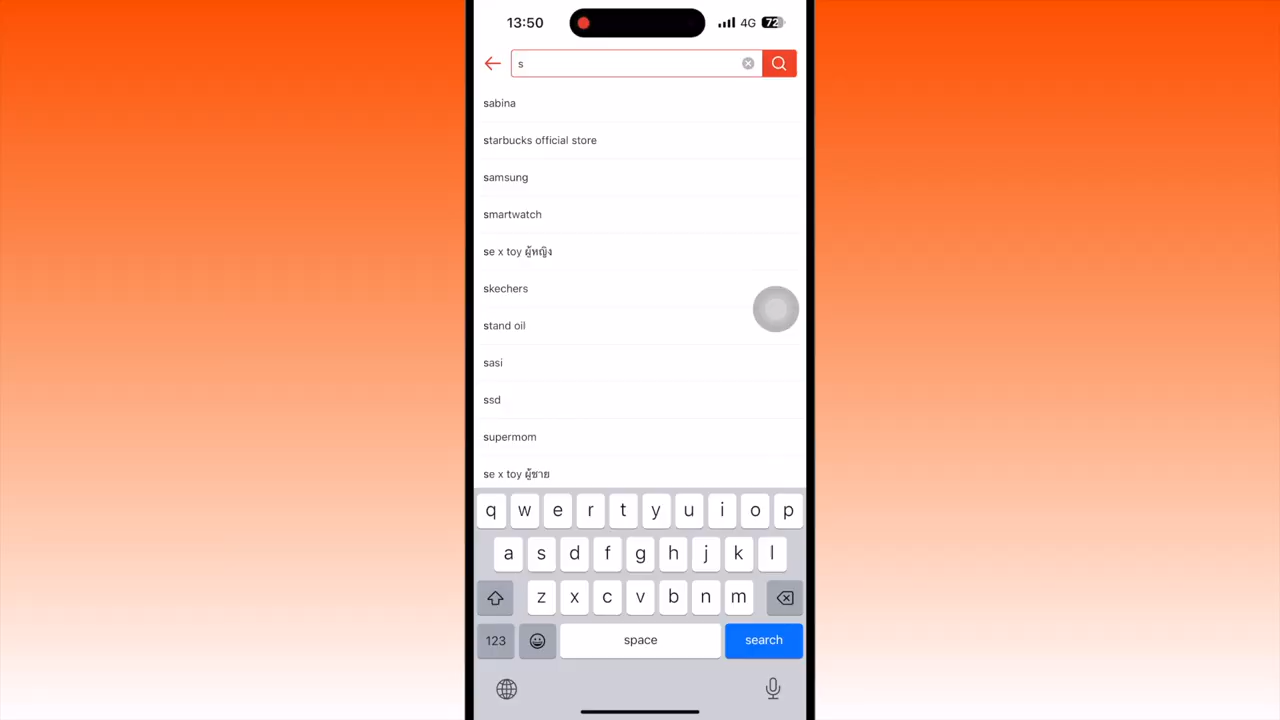 13:50 4G 72
s
sabina
starbucks official store
samsung
smartwatch
se x toy ผู้หญิง
skechers
stand oil
sasi
ssd
supermom
se x toy ผู้ชาย
q w e r t y u i o p
a s d f g h j k l
z x c v b n m
123 space search